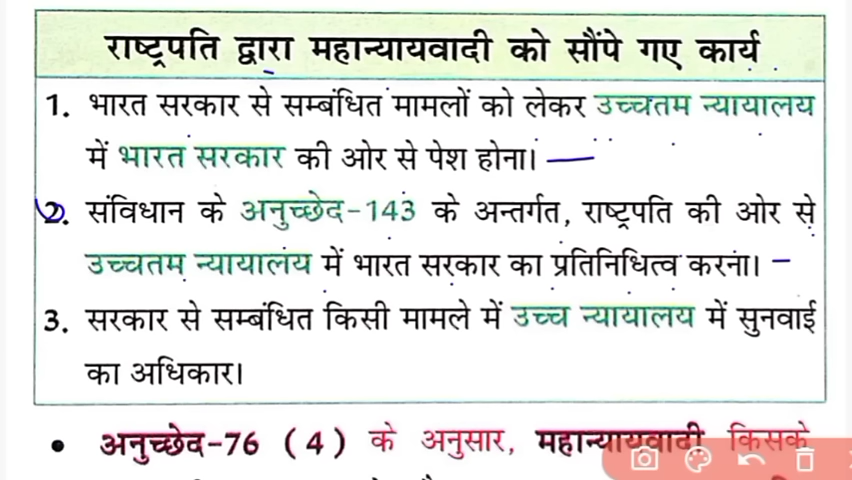 राष्ट्रपति द्वारा महान्यायवादी को सौंपे गए कार्य
1. भारत सरकार से सम्बंधित मामलों को लेकर उच्चतम न्यायालय
में भारत सरकार की ओर से पेश होना।
2. संविधान के अनुच्छेद-143 के अन्तर्गत, राष्ट्रपति की ओर से
उच्चतम न्यायालय में भारत सरकार का प्रतिनिधित्व करना।
3. सरकार से सम्बंधित किसी मामले में उच्च न्यायालय में सुनवाई
का अधिकार।
• अनुच्छेद-76 (4) के अनुसार, महान्यायवादी किसके